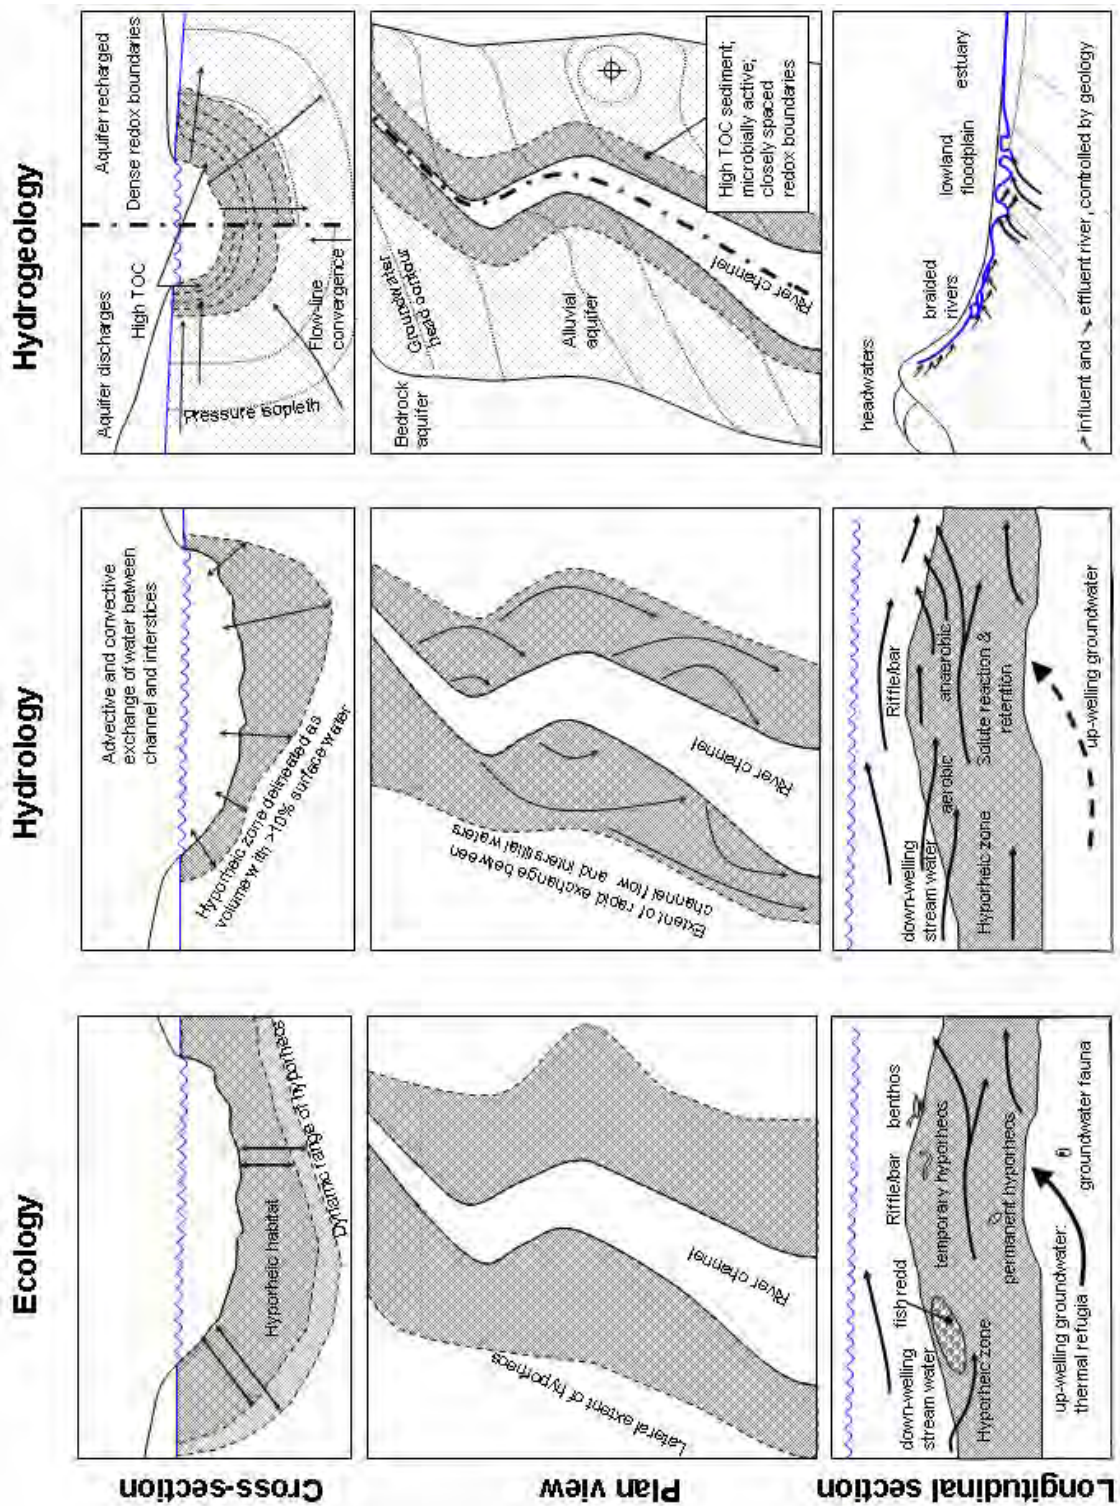 Ecology
Hydrology
Hydrogeology
Cross-section
Hyporheic habitat
Dynamic range of hyporheos
Advective and convective
exchange of water between
channel and interstices
Hyporheic zone delineated as
volume with >10% surface water
Aquifer discharges
Aquifer recharged
High TOC
Dense redox boundaries
Pressure isopleth
Flow-line
convergence
Plan view
Lateral extent of hyporheos
River channel
Extent of rapid exchange between
channel flow and interstitial waters
River channel
Bedrock
aquifer
Groundwater
head contour
Alluvial
aquifer
River channel
High TOC sediment;
microbially active;
closely spaced
redox boundaries
Longitudinal section
down-welling
stream water
fish redd
Riffle/bar
benthos
Hyporheic zone
temporary hyporheos
permanent hyporheos
up-welling groundwater:
thermal refugia
groundwater fauna
down-welling
stream water
Riffle/bar
aerobic
anaerobic
Hyporheic zone
Solute reaction &
retention
up-welling groundwater
headwaters
braided
rivers
lowland
floodplain
estuary
influent and effluent river, controlled by geology